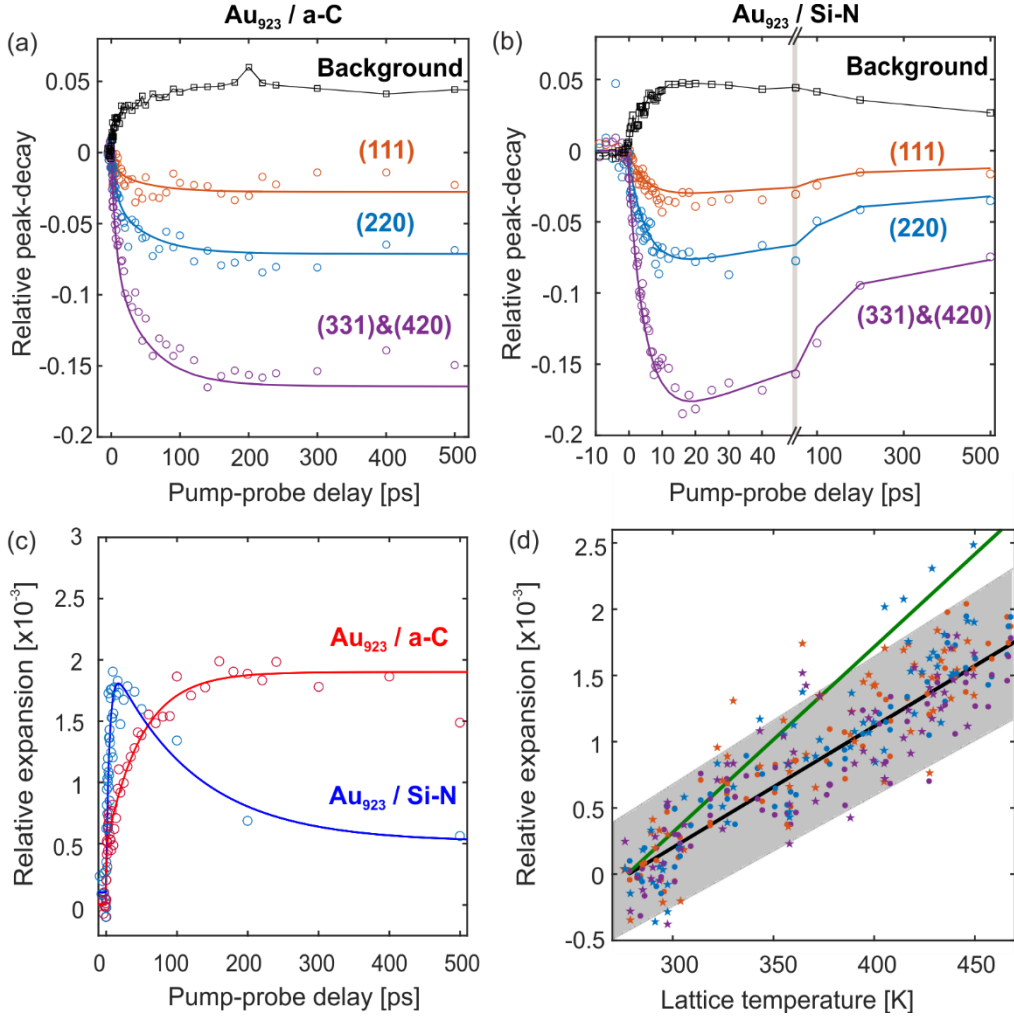 Au923 / a-C
Au923 / Si-N
(a)
Background
(111)
(220)
(331)&(420)
0.05
0
-0.05
-0.1
-0.15
-0.2
Relative peak-decay
0 100 200 300 400 500
Pump-probe delay [ps]
(b)
Background
(111)
(220)
(331)&(420)
0.05
0
-0.05
-0.1
-0.15
-0.2
Relative peak-decay
-10 0 10 20 30 40 100 200 300 400 500
Pump-probe delay [ps]
(c)
3
2.5
2
1.5
1
0.5
0
Relative expansion [x10-3]
Au923 / a-C
Au923 / Si-N
0 100 200 300 400 500
Pump-probe delay [ps]
(d)
2.5
2
1.5
1
0.5
0
-0.5
Relative expansion [x10-3]
300 350 400 450
Lattice temperature [K]